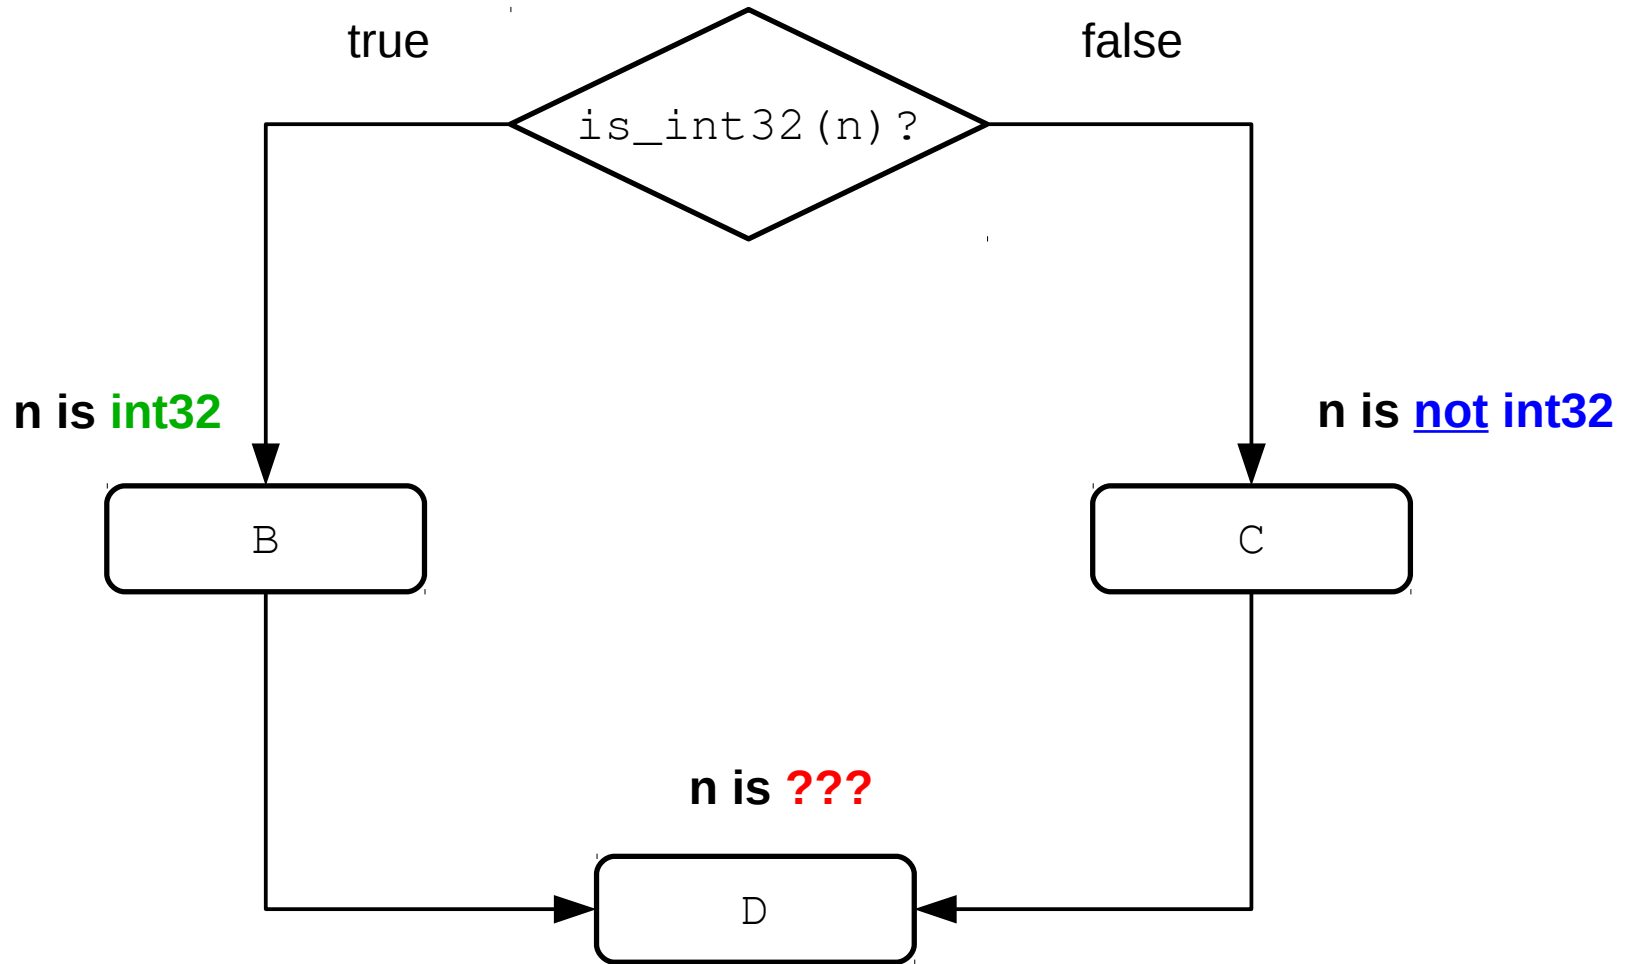 true
false
is_int32(n)?
n is int32
n is not int32
B
C
n is ???
D